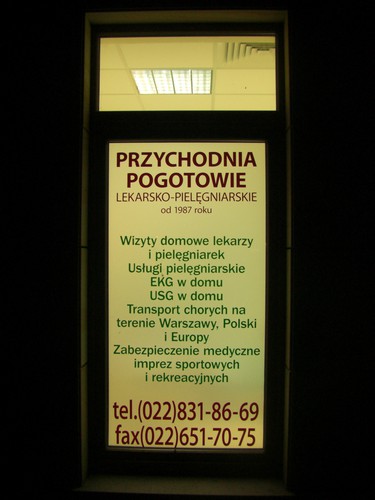 PRZYCHODNIA
POGOTOWIE
LEKARSKO-PIELĘGNIARSKIE
od 1987 roku
Wizyty domowe lekarzy
i pielęgniarek
Usługi pielęgniarskie
EKG w domu
USG w domu
Transport chorych na
terenie Warszawy, Polski
i Europy
Zabezpieczenie medyczne
imprez sportowych
i rekreacyjnych
tel.(022)831-86-69
fax(022)651-70-75